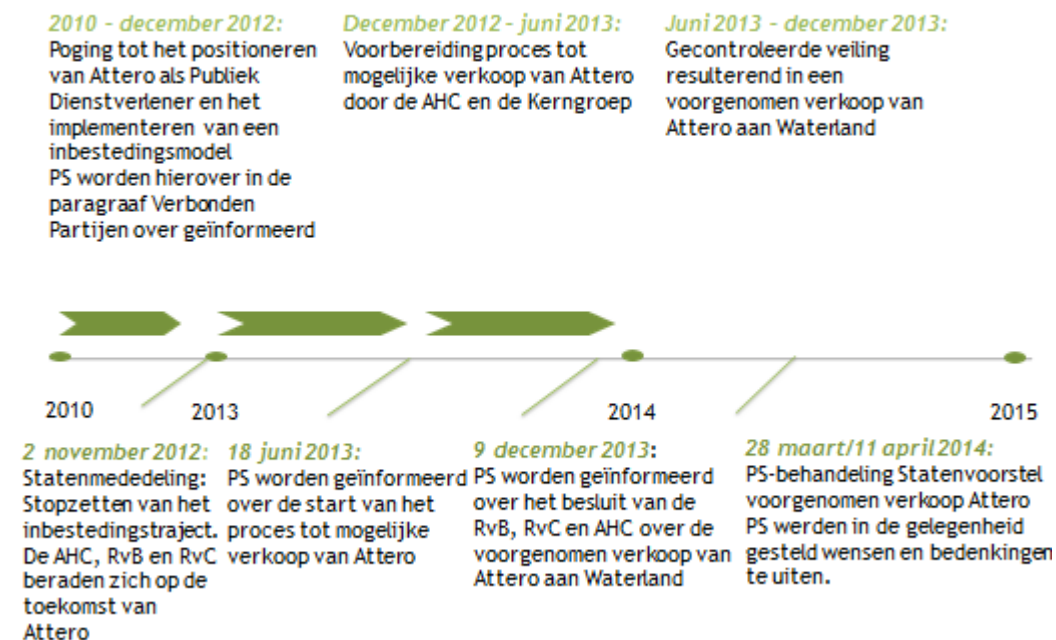 2010 – december 2012:
Poging tot het positioneren
van Attero als Publiek
Dienstverlener en het
implementeren van een
inbestedingsmodel
PS worden hierover in de
paragraaf Verbonden
Partijen over geïnformeerd
December 2012 – juni 2013:
Voorbereiding proces tot
mogelijke verkoop van Attero
door de AHC en de Kerngroep
Juni 2013 – december 2013:
Gecontroleerde veiling
resulterend in een
voorgenomen verkoop van
Attero aan Waterland
2010
2013
2014
2015
2 november 2012:
Statenmededeling:
Stopzetten van het
inbestedingstraject.
De AHC, RvB en RvC
beraden zich op de
toekomst van
Attero
18 juni 2013:
PS worden geïnformeerd
over de start van het
proces tot mogelijke
verkoop van Attero
9 december 2013:
PS worden geïnformeerd
over het besluit van de
RvB, RvC en AHC over de
voorgenomen verkoop van
Attero aan Waterland
28 maart/11 april 2014:
PS-behandeling Statenvoorstel
voorgenomen verkoop Attero
PS werden in de gelegenheid
gesteld wensen en bedenkingen
te uiten.